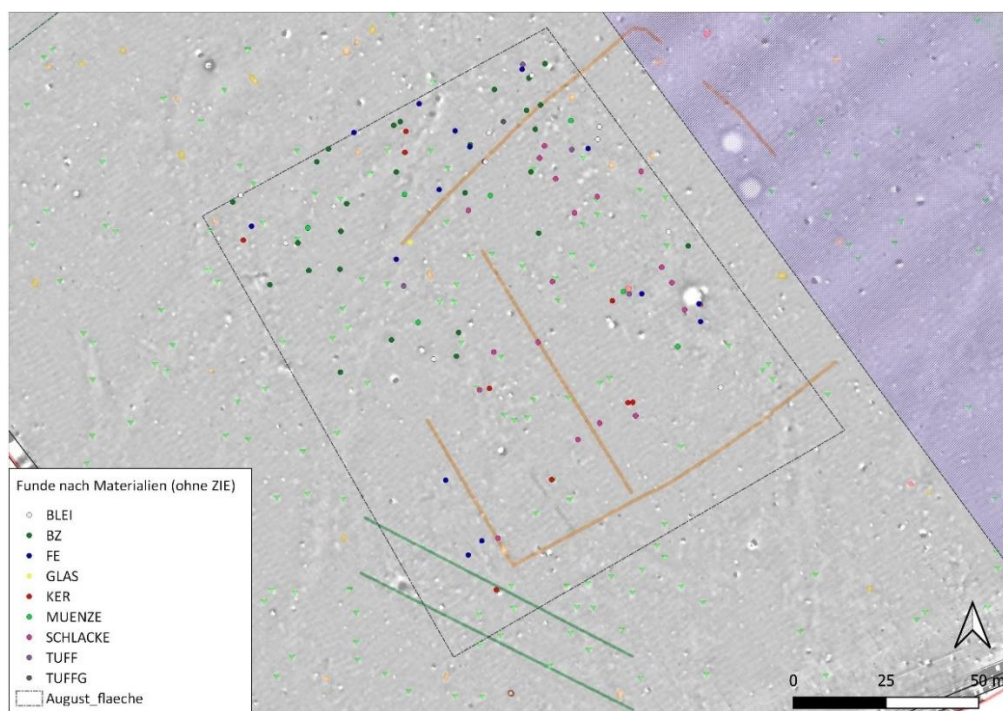 Funde nach Materialien (ohne ZIE)
BLEI
BZ
FE
GLAS
KER
MUENZE
SCHLACKE
TUFF
TUFFG
August_flaeche
0 25 50 m